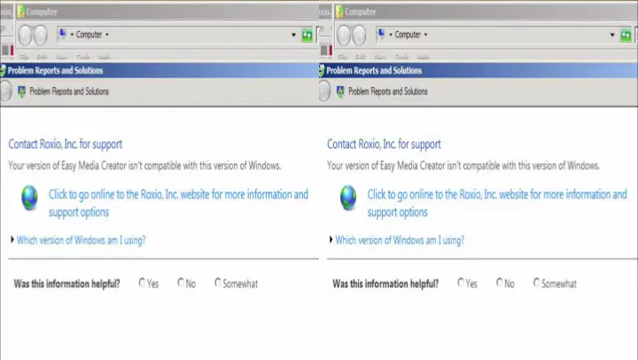 Computer
Computer
Problem Reports and Solutions
Problem Reports and Solutions
Contact Roxio, Inc. for support
Your version of Easy Media Creator isn't compatible with this version of Windows.
Click to go online to the Roxio, Inc. website for more information and
support options
Which version of Windows am I using?
Was this information helpful? Yes No Somewhat
Computer
Computer
Problem Reports and Solutions
Problem Reports and Solutions
Contact Roxio, Inc. for support
Your version of Easy Media Creator isn't compatible with this version of Windows.
Click to go online to the Roxio, Inc. website for more information and
support options
Which version of Windows am I using?
Was this information helpful? Yes No Somewhat